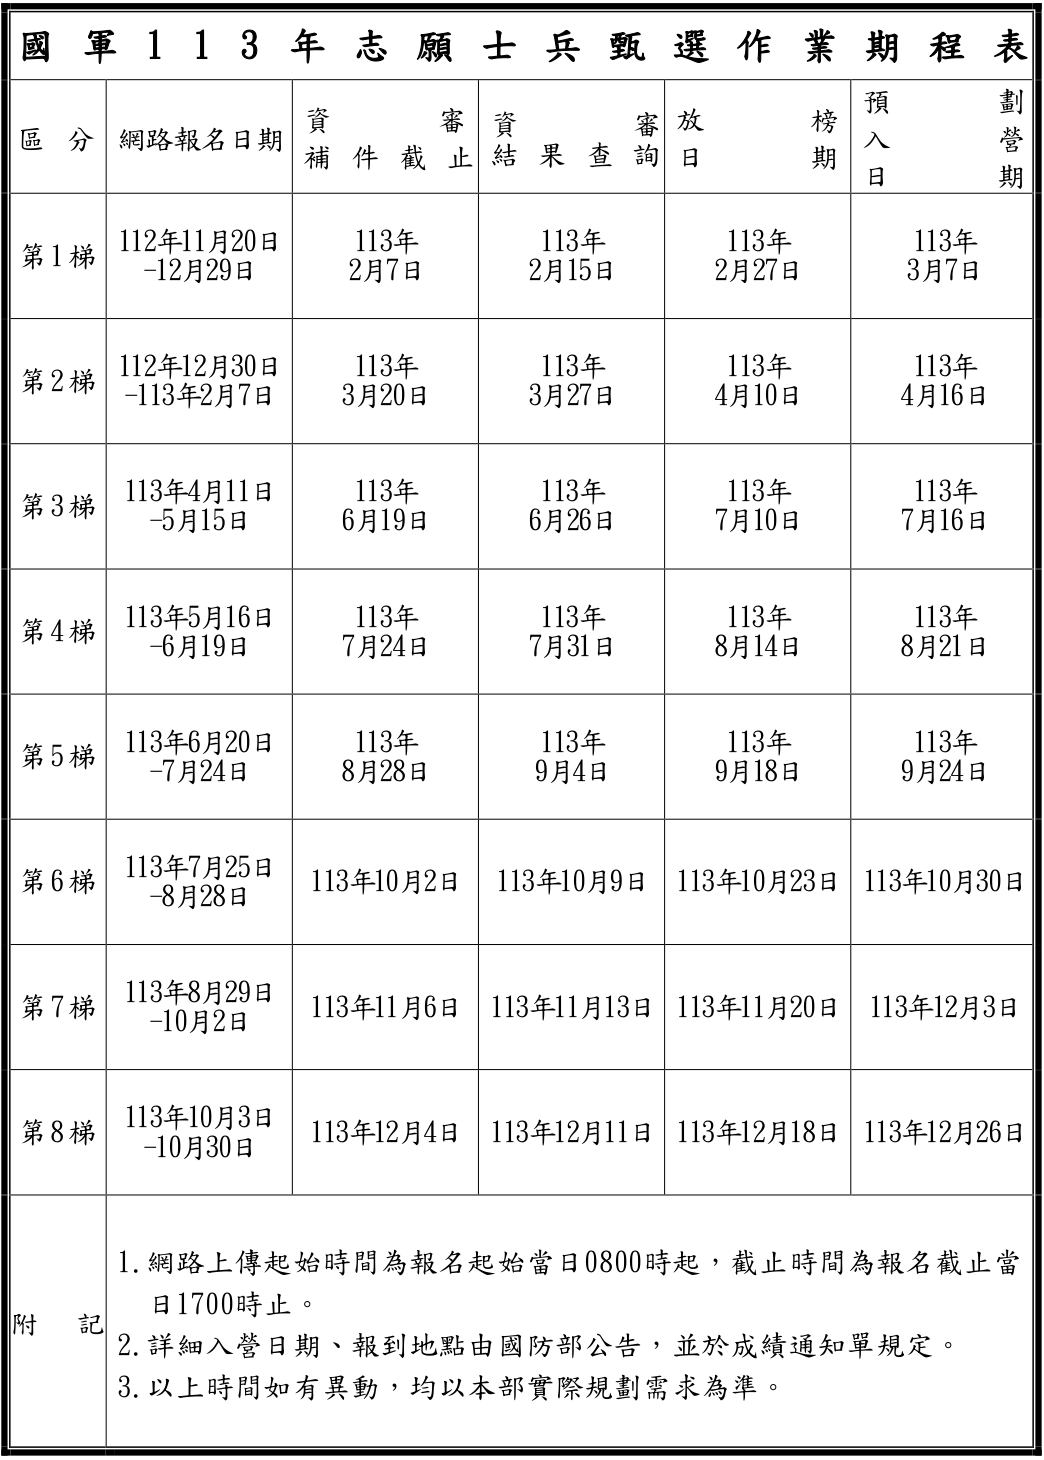 國軍113年志願士兵甄選作業期程表
區分
網路報名日期
資審
補件截止
資審
結果查詢
放榜
日期
預劃
入營
日期
第1梯
112年11月20日
-12月29日
113年
2月7日
113年
2月15日
113年
2月27日
113年
3月7日
第2梯
112年12月30日
-113年2月7日
113年
3月20日
113年
3月27日
113年
4月10日
113年
4月16日
第3梯
113年4月11日
-5月15日
113年
6月19日
113年
6月26日
113年
7月10日
113年
7月16日
第4梯
113年5月16日
-6月19日
113年
7月24日
113年
7月31日
113年
8月14日
113年
8月21日
第5梯
113年6月20日
-7月24日
113年
8月28日
113年
9月4日
113年
9月18日
113年
9月24日
第6梯
113年7月25日
-8月28日
113年10月2日
113年10月9日
113年10月23日
113年10月30日
第7梯
113年8月29日
-10月2日
113年11月6日
113年11月13日
113年11月20日
113年12月3日
第8梯
113年10月3日
-10月30日
113年12月4日
113年12月11日
113年12月18日
113年12月26日
附記
1.網路上傳起始時間為報名起始當日0800時起，截止時間為報名截止當
日1700時止。
2.詳細入營日期、報到地點由國防部公告，並於成績通知單規定。
3.以上時間如有異動，均以本部實際規劃需求為準。